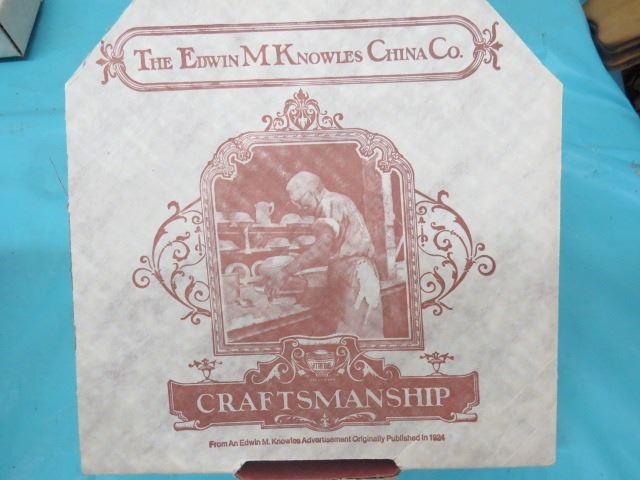 THE EDWIN M KNOWLES CHINA CO.
CRAFTSMANSHIP
From An Edwin M. Knowles Advertisement Originally Published In 1924